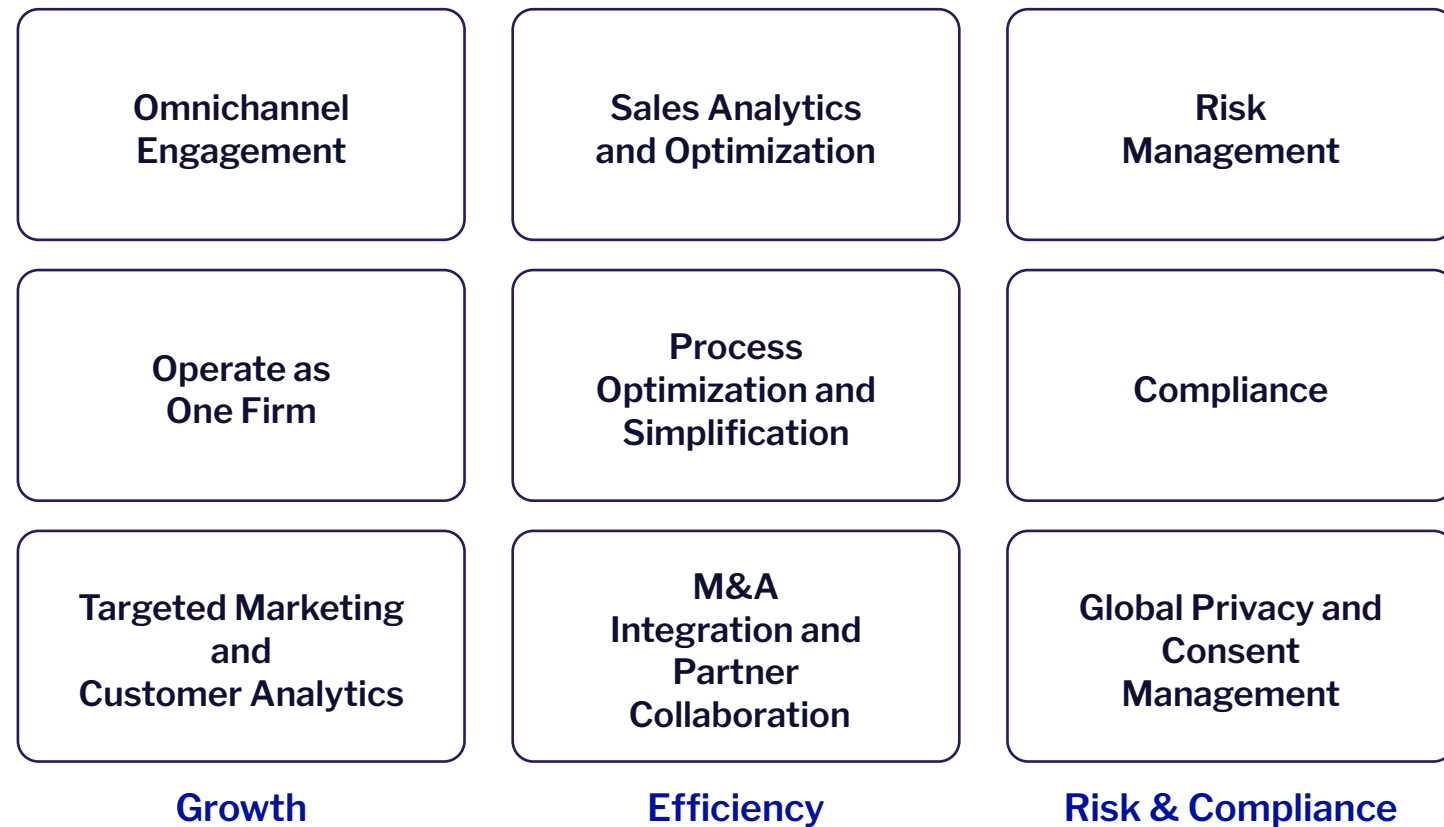 Omnichannel
Engagement
Sales Analytics
and Optimization
Risk
Management
Operate as
One Firm
Process
Optimization and
Simplification
Compliance
Targeted Marketing
and
Customer Analytics
M&A
Integration and
Partner
Collaboration
Global Privacy and
Consent
Management
Growth
Efficiency
Risk & Compliance